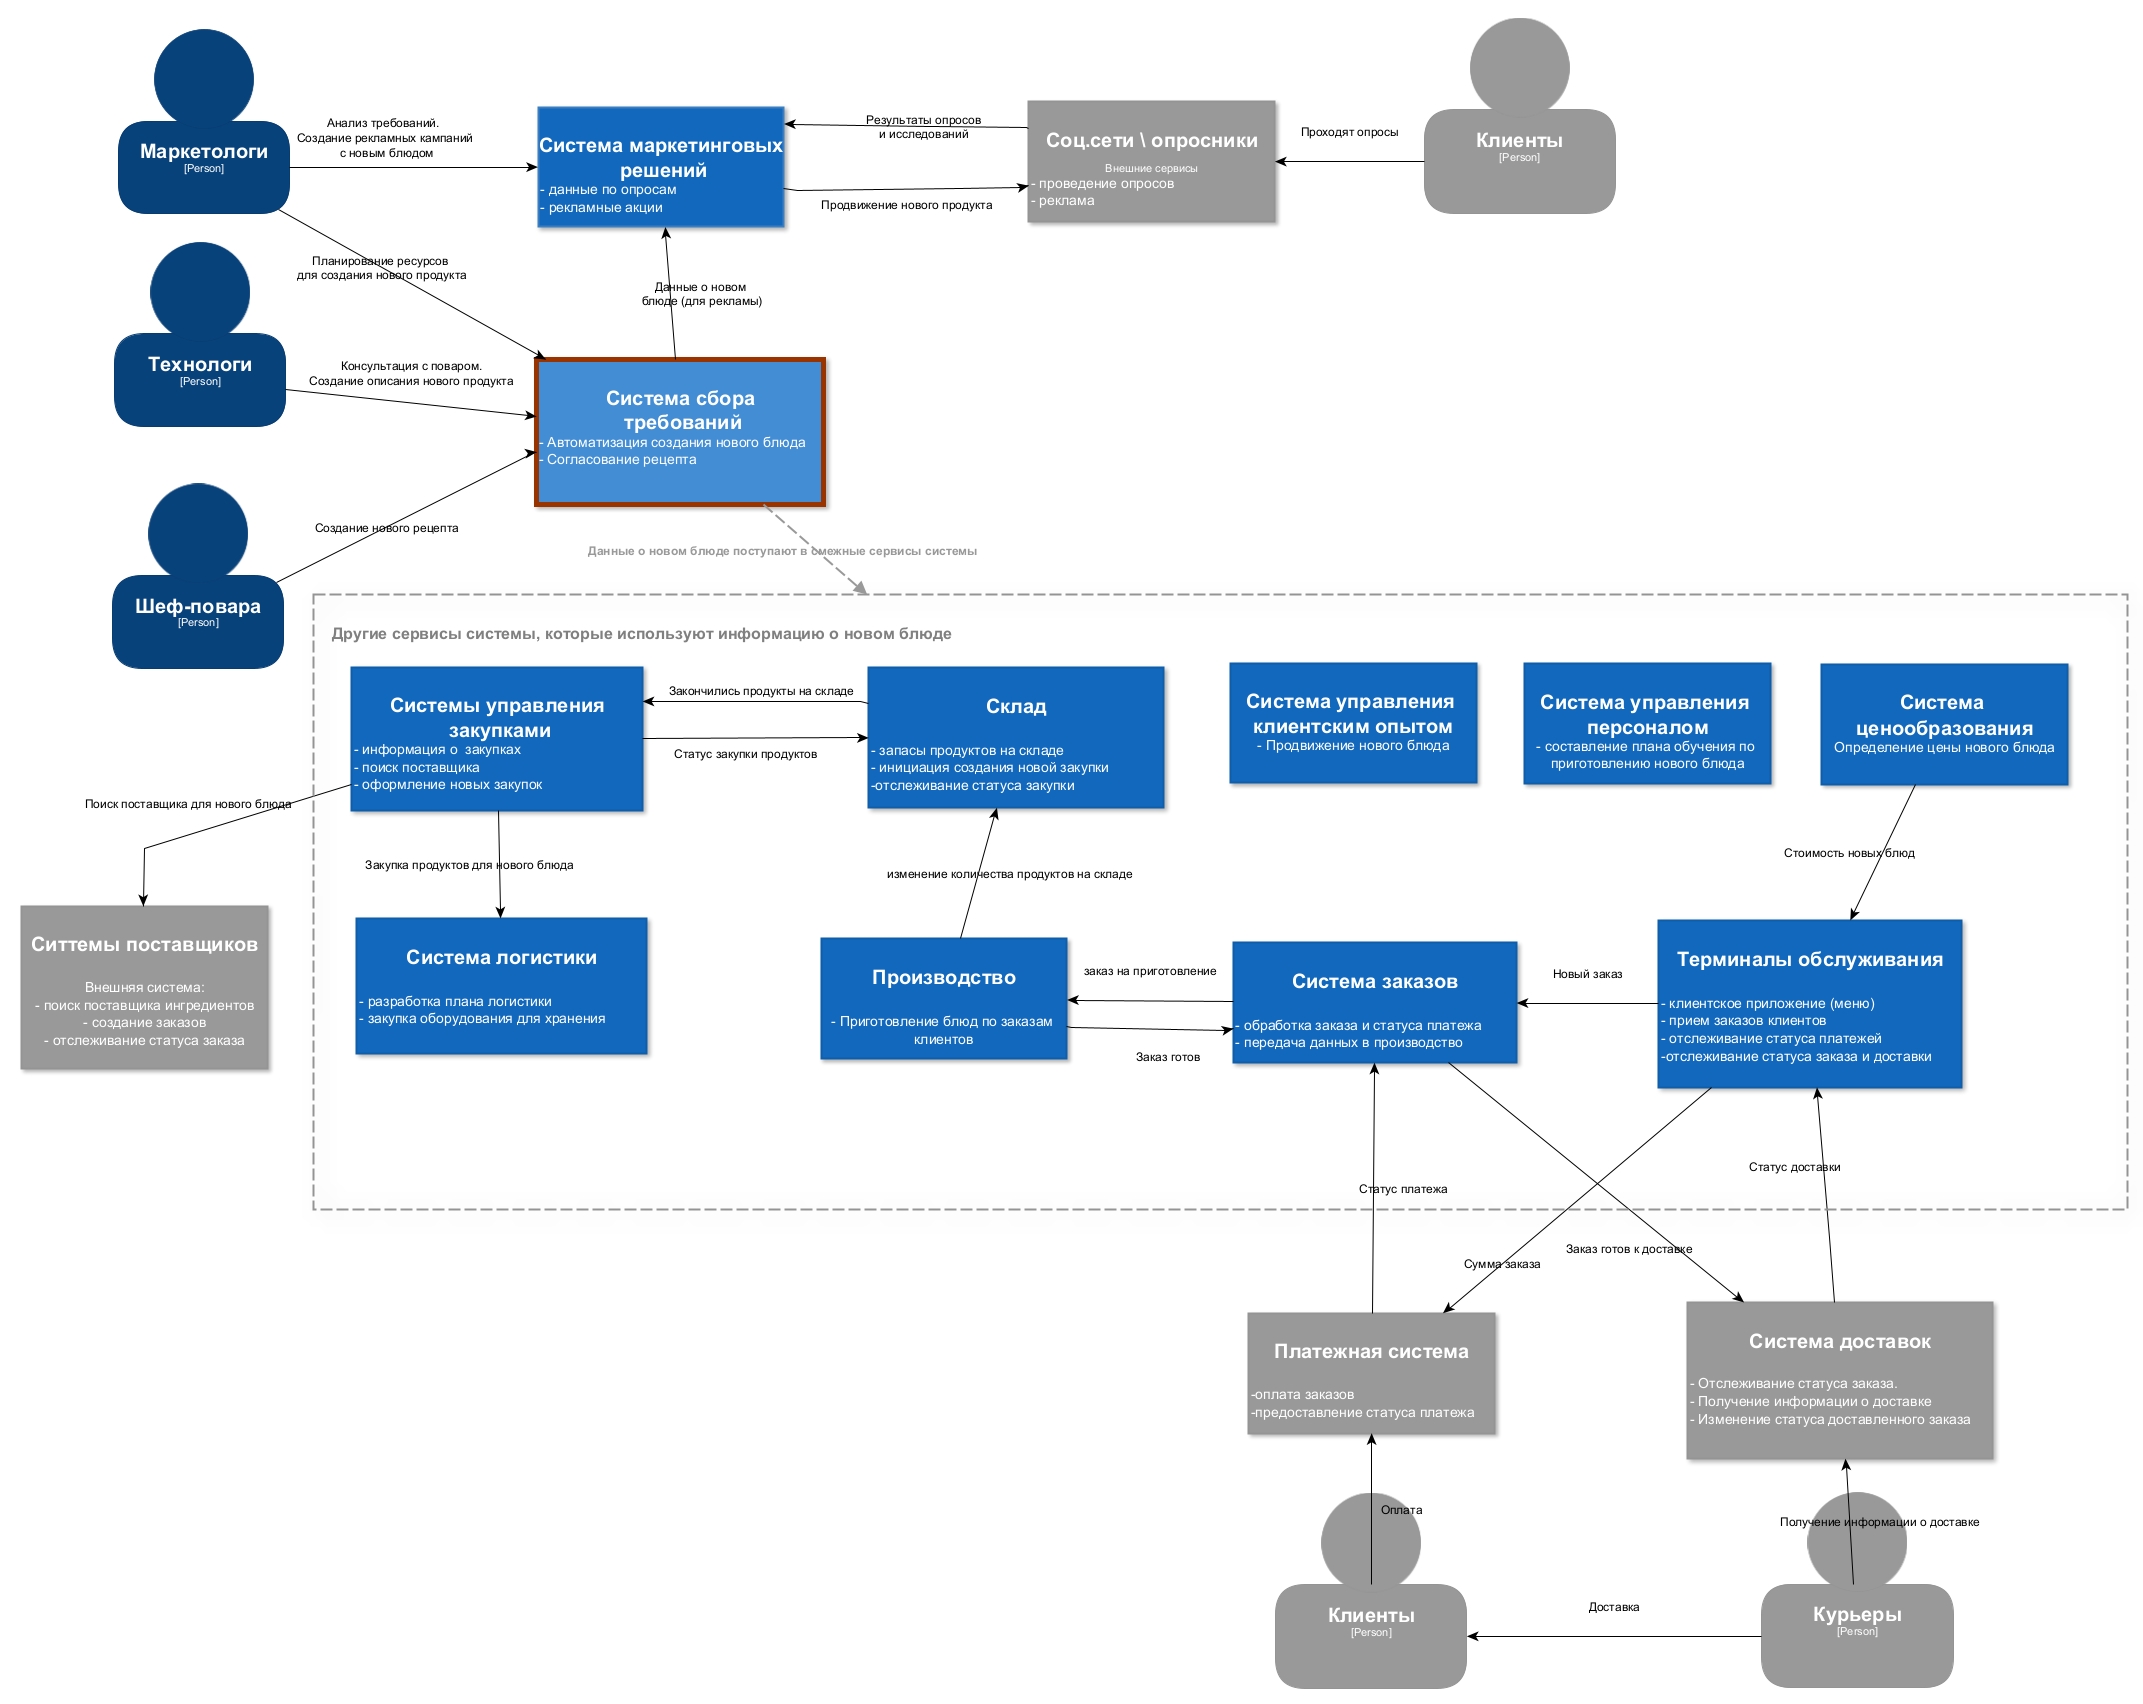 Маркетологи
[Person]
Анализ требований.
Создание рекламных кампаний
с новым блюдом
Система маркетинговых
решений
- данные по опросам
- рекламные акции
Результаты опросов
и исследований
Продвижение нового продукта
Соц.сети \ опросники
Внешние сервисы
- проведение опросов
- реклама
Проходят опросы
Клиенты
[Person]
Планирование ресурсов
для создания нового продукта
Данные о новом
блюде (для рекламы)
Технологи
[Person]
Консультация с поваром.
Создание описания нового продукта
Система сбора
требований
- Автоматизация создания нового блюда
- Согласование рецепта
Создание нового рецепта
Шеф-повара
[Person]
Данные о новом блюде поступают в смежные сервисы системы
Другие сервисы системы, которые используют информацию о новом блюде
Системы управления
закупками
- информация о  закупках
- поиск поставщика
- оформление новых закупок
Закончились продукты на складе
Статус закупки продуктов
Склад
- запасы продуктов на складе
- инициация создания новой закупки
-отслеживание статуса закупки
Система управления
клиентским опытом
- Продвижение нового блюда
Система управления
персоналом
- составление плана обучения по
приготовлению нового блюда
Система
ценообразования
Определение цены нового блюда
Поиск поставщика для нового блюда
Закупка продуктов для нового блюда
изменение количества продуктов на складе
Стоимость новых блюд
Ситтемы поставщиков
Внешняя система:
- поиск поставщика ингредиентов
- создание заказов
- отслеживание статуса заказа
Система логистики
- разработка плана логистики
- закупка оборудования для хранения
Производство
- Приготовление блюд по заказам
клиентов
заказ на приготовление
Заказ готов
Система заказов
- обработка заказа и статуса платежа
- передача данных в производство
Новый заказ
Терминалы обслуживания
- клиентское приложение (меню)
- прием заказов клиентов
- отслеживание статуса платежей
-отслеживание статуса заказа и доставки
Статус платежа
Статус доставки
Сумма заказа
Заказ готов к доставке
Платежная система
-оплата заказов
-предоставление статуса платежа
Система доставок
- Отслеживание статуса заказа.
- Получение информации о доставке
- Изменение статуса доставленного заказа
Оплата
Получение информации о доставке
Клиенты
[Person]
Доставка
Курьеры
[Person]